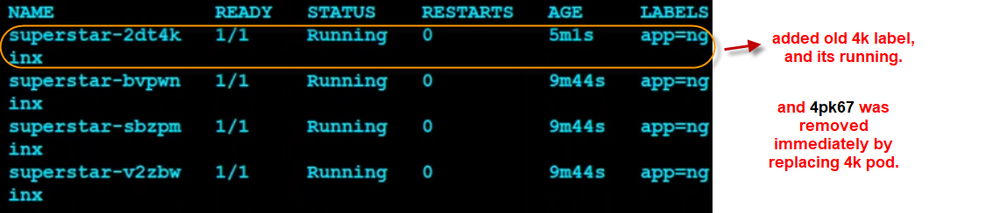 NAME READY STATUS RESTARTS AGE LABELS
superstar-2dt4k 1/1 Running 0 5m1s app=ng
inx
superstar-bvpwn 1/1 Running 0 9m44s app=ng
inx
superstar-sbzpm 1/1 Running 0 9m44s app=ng
inx
superstar-v2zbw 1/1 Running 0 9m44s app=ng
inx
added old 4k label,
and its running.
and 4pk67 was
removed
immediately by
replacing 4k pod.